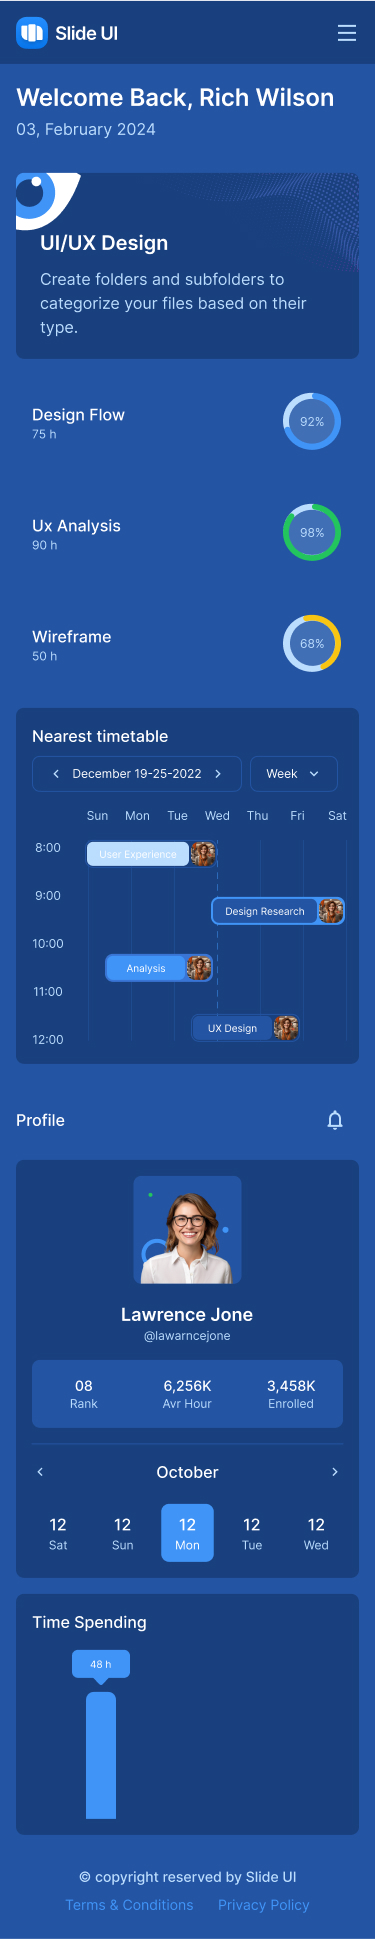 Slide UI
Welcome Back, Rich Wilson
03, February 2024
UI/UX Design
Create folders and subfolders to
categorize your files based on their
type.
Design Flow
75 h
92%
Ux Analysis
90 h
98%
Wireframe
50 h
68%
Nearest timetable
December 19-25-2022
Week
Sun Mon Tue Wed Thu Fri Sat
8:00
User Experience
9:00
Design Research
10:00
Analysis
11:00
UX Design
12:00
Profile
Lawrence Jone
@lawarncejone
08 6,256K 3,458K
Rank Avr Hour Enrolled
October
12 12 12 12 12
Sat Sun Mon Tue Wed
Time Spending
48 h
© copyright reserved by Slide UI
Terms & Conditions Privacy Policy